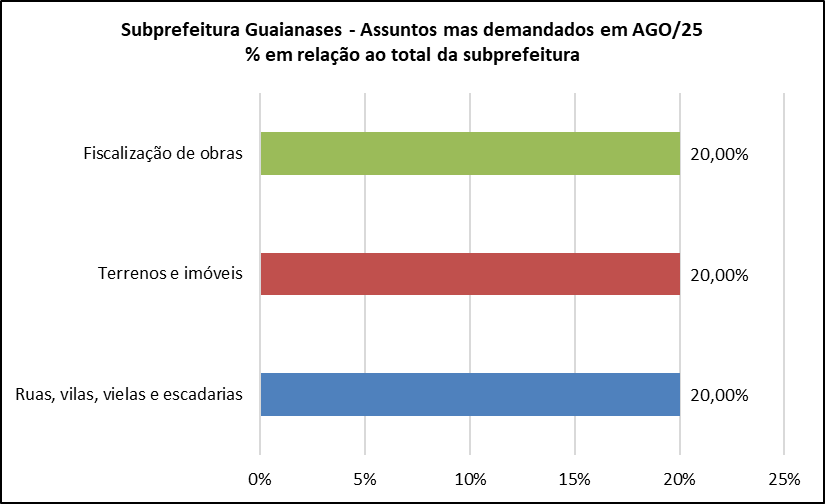 Subprefeitura Guaianases - Assuntos mas demandados em AGO/25
% em relação ao total da subprefeitura
Fiscalização de obras
20,00%
Terrenos e imóveis
20,00%
Ruas, vilas, vielas e escadarias
20,00%
0%
5%
10%
15%
20%
25%